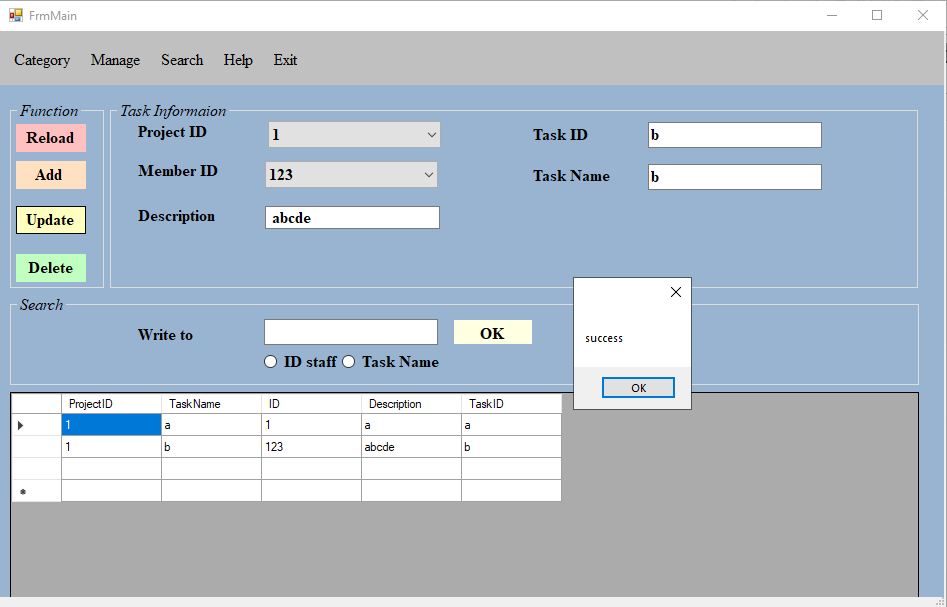 FrmMain
Category Manage Search Help Exit
Function
Reload
Add
Update
Delete
Task Informaion
Project ID 1 Task ID b
Member ID 123 Task Name b
Description abcde
Search
Write to OK
ID staff Task Name
success
OK
ProjectID TaskName ID Description TaskID
1 a 1 a a
1 b 123 abcde b